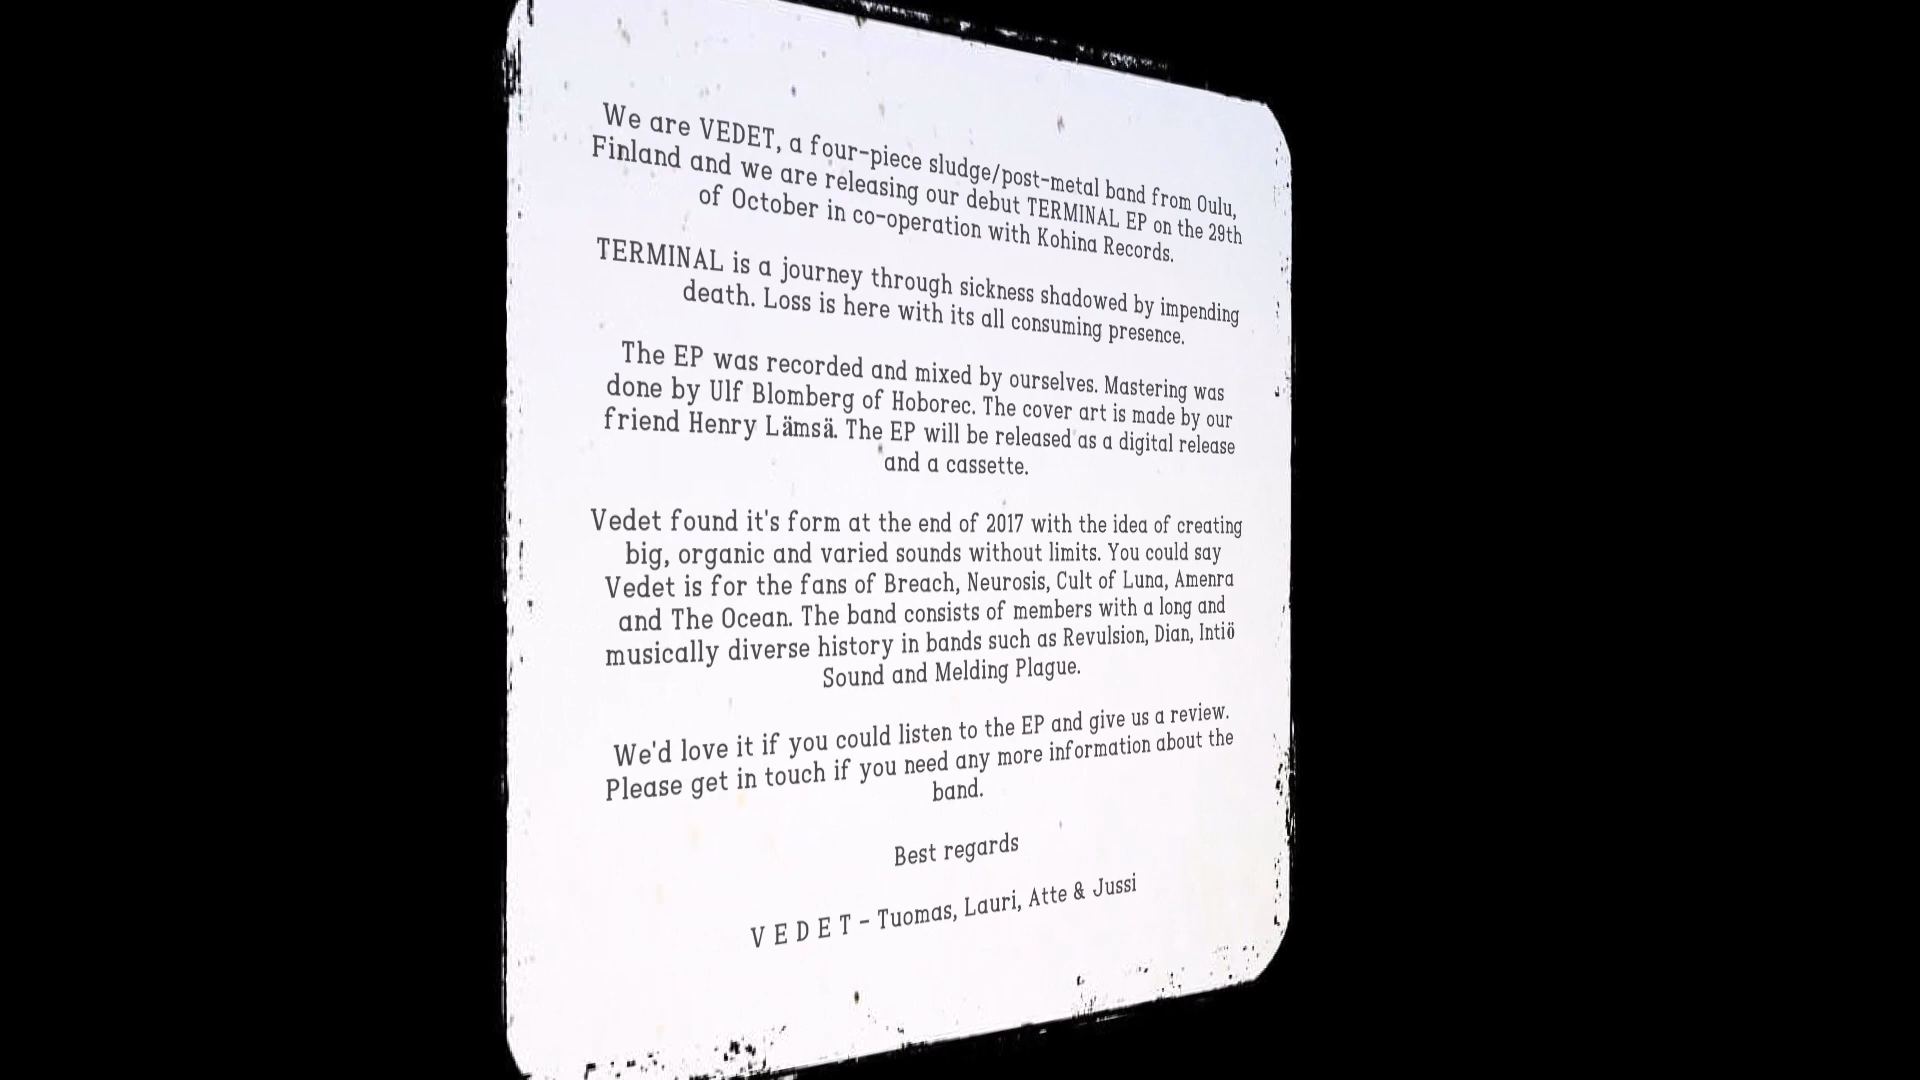 We are VEDET, a four-piece sludge/post-metal band from Oulu,
Finland and we are releasing our debut TERMINAL EP on the 29th
of October in co-operation with Kohina Records.
TERMINAL is a journey through sickness shadowed by impending
death. Loss is here with its all consuming presence.
The EP was recorded and mixed by ourselves. Mastering was
done by Ulf Blomberg of Hoborec. The cover art is made by our
friend Henry Lämsä. The EP will be released as a digital release
and a cassette.
Vedet found it's form at the end of 2017 with the idea of creating
big, organic and varied sounds without limits. You could say
Vedet is for the fans of Breach, Neurosis, Cult of Luna, Amenra
and The Ocean. The band consists of members with a long and
musically diverse history in bands such as Revulsion, Dian, Intiö
Sound and Melding Plague.
We'd love it if you could listen to the EP and give us a review.
Please get in touch if you need any more information about the
band.
Best regards
V E D E T - Tuomas, Lauri, Atte & Jussi